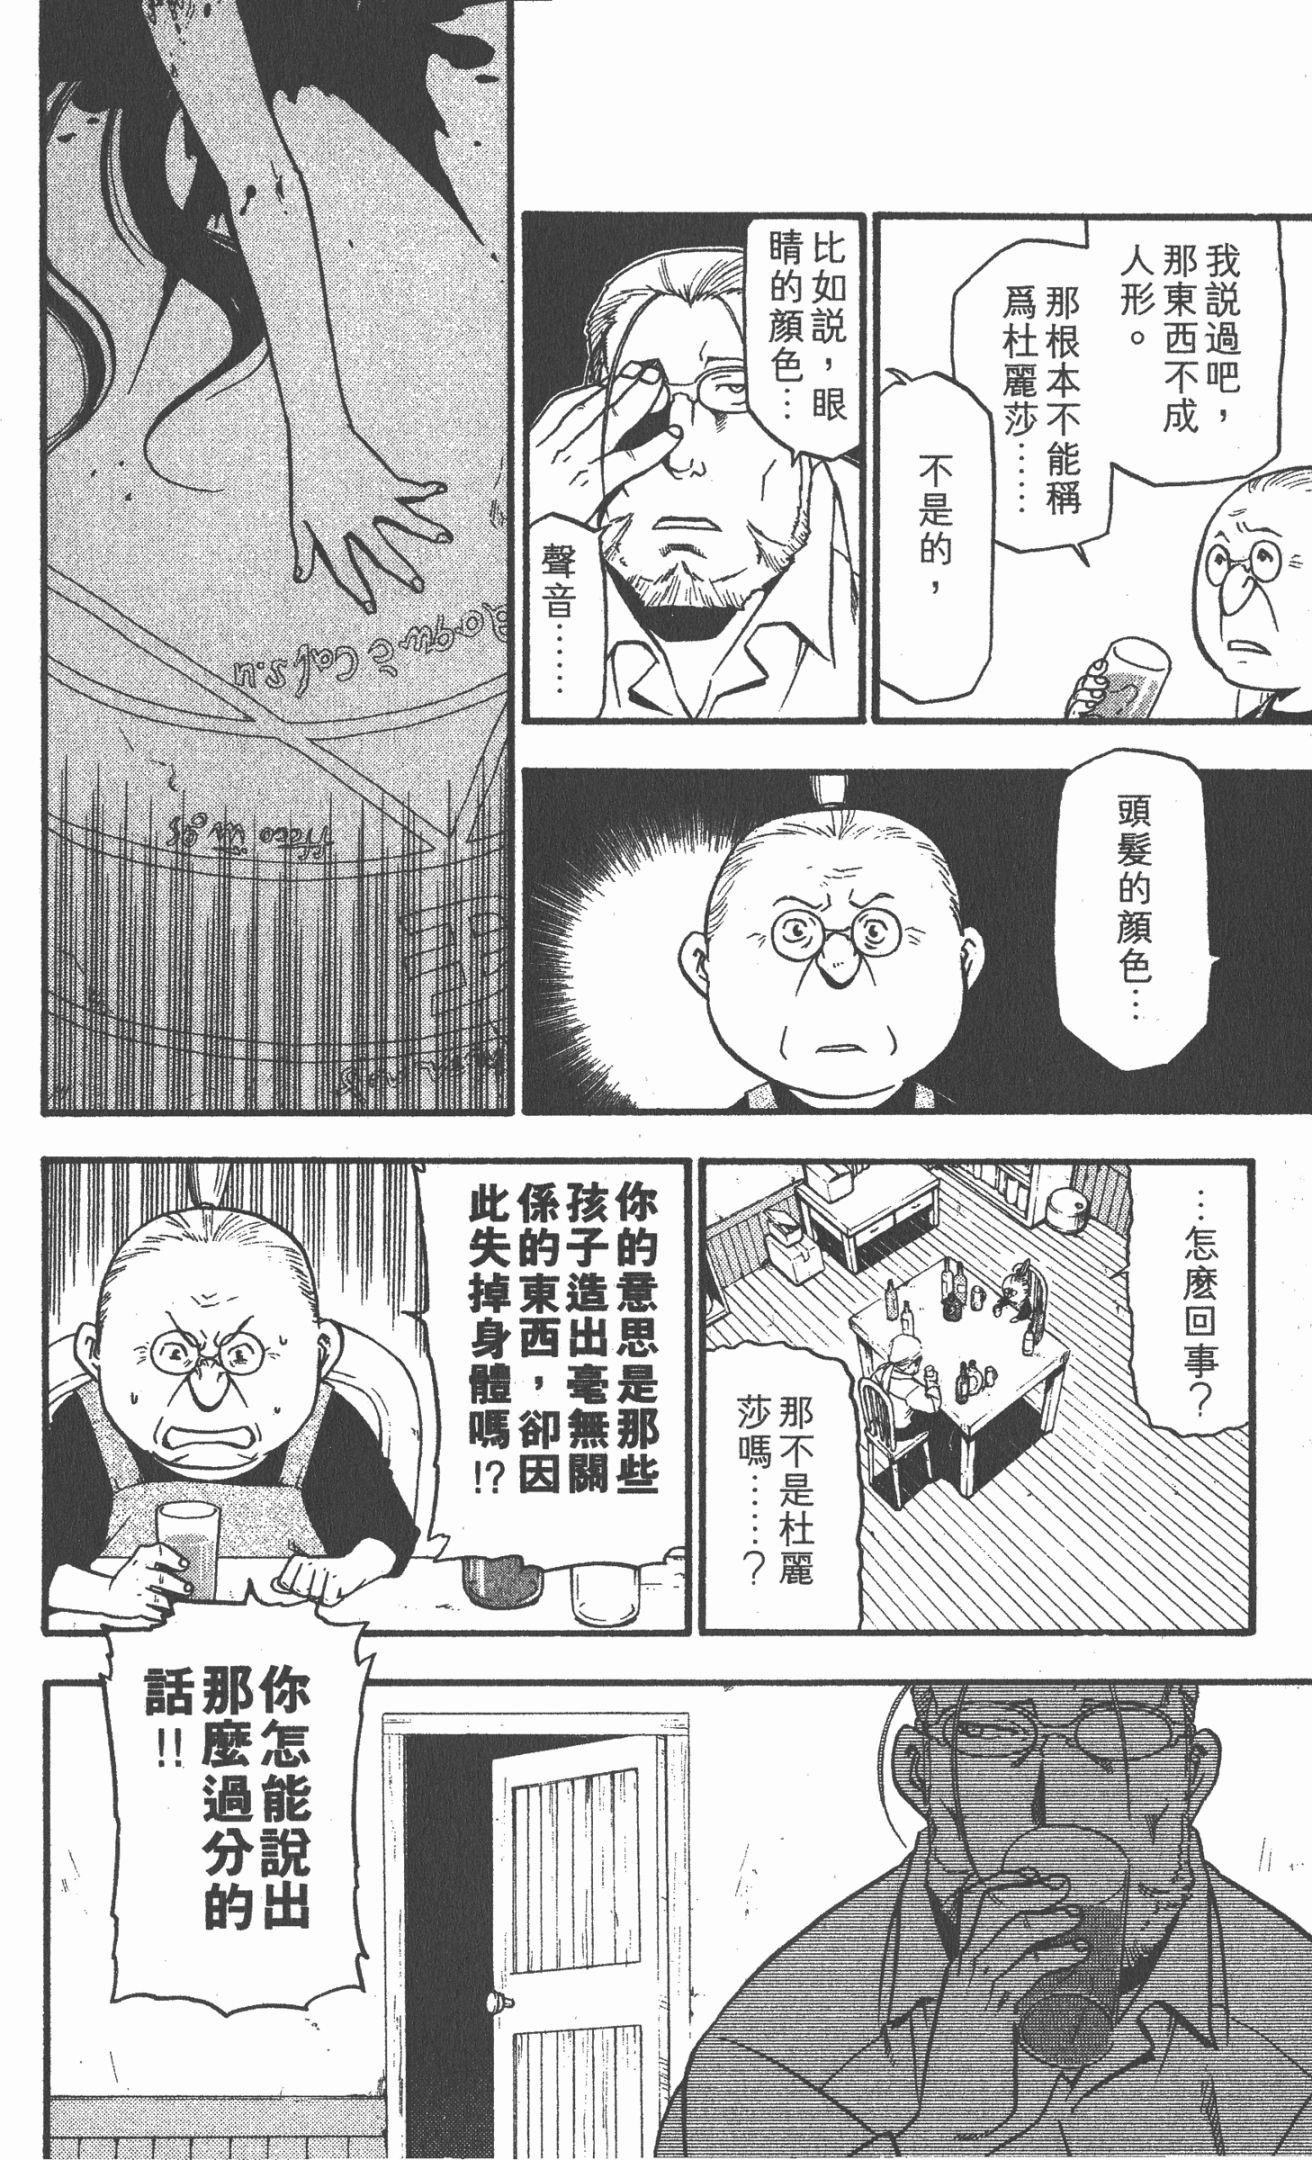 我說過吧，
那東西不成
人形。
那根本不能稱
爲杜麗莎……
不是的，
比如說，眼
睛的顏色…
聲音……
頭髮的顏色…
…怎麼回事？
那不是杜麗
莎嗎……？
你的意思是那些
孩子造出毫無關
係的東西，卻因
此失掉身體嗎!?
你怎能說出
那麼過分的
話!!